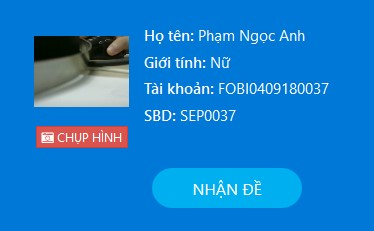 Họ tên: Phạm Ngọc Anh
Giới tính: Nữ
Tài khoản: FOBI0409180037
SBD: SEP0037
CHỤP HÌNH
NHẬN ĐỀ